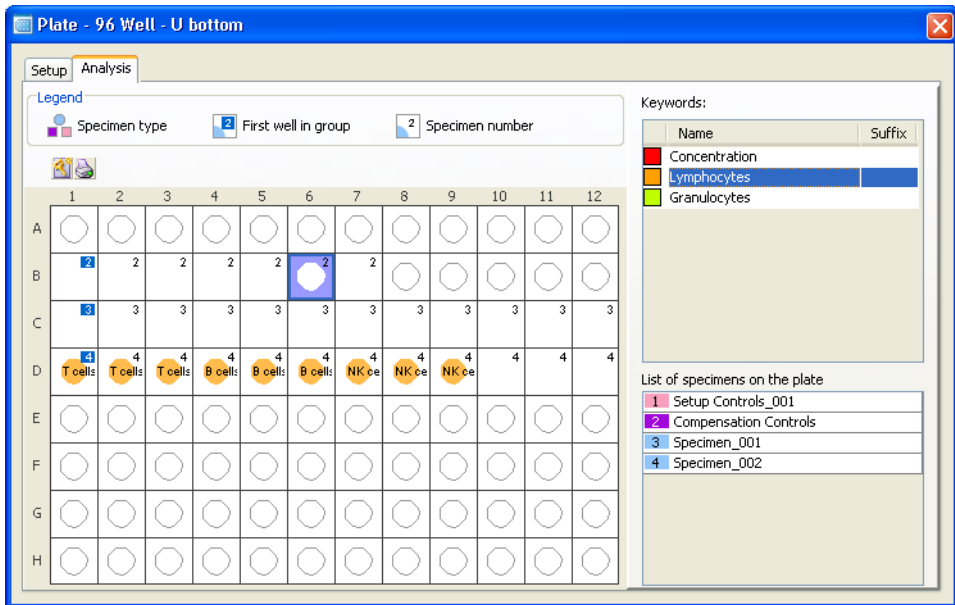 Plate - 96 Well - U bottom
Setup Analysis
Legend
Specimen type 2 First well in group 2 Specimen number
Keywords:
Name Suffix
Concentration
Lymphocytes
Granulocytes
1 2 3 4 5 6 7 8 9 10 11 12
A
B 2 2 2 2 2 2 2
C 3 3 3 3 3 3 3 3 3 3 3 3
4 4 4 4 4 4 4 4 4 4 4 4
D T cells T cells T cells B cells B cells B cells NK ce NK ce NK ce
E
F
G
H
List of specimens on the plate
1 Setup Controls_001
2 Compensation Controls
3 Specimen_001
4 Specimen_002